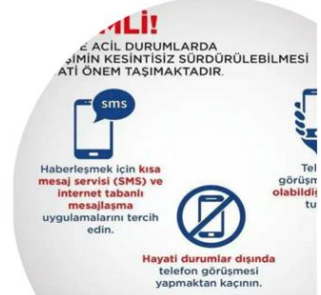 MLİ!
E ACİL DURUMLARDA
ŞİMİN KESİNTİSİZ SÜRDÜRÜLEBİLMESİ
ATİ ÖNEM TAŞIMAKTADIR.
sms
Haberleşmek için kısa
mesaj servisi (SMS) ve
internet tabanlı
mesajlaşma
uygulamalarını tercih
edin.
Tel
görüşm
olabildiğ
tu
Hayati durumlar dışında
telefon görüşmesi
yapmaktan kaçının.